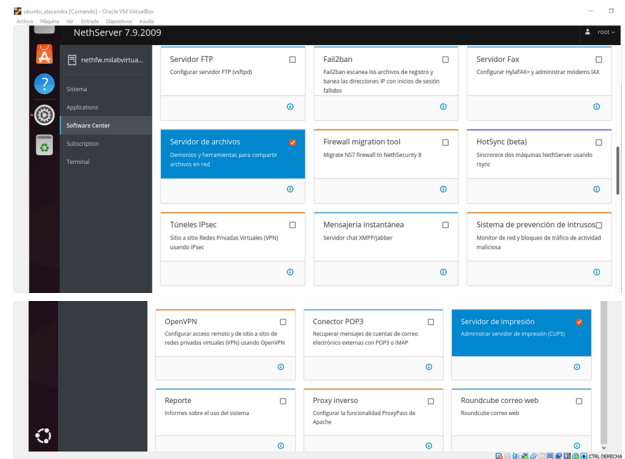 ubuntu_alexandra [Corriendo] - Oracle VM VirtualBox
Archivo Máquina Ver Entrada Dispositivos Ayuda
NethServer 7.9.2009
root
nethfw.milabvirtua...
Sistema
Applications
Software Center
Subscription
Terminal
Servidor FTP
Configurar servidor FTP (vsftpd)
Fail2ban
Fail2ban escanea los archivos de registro y
banea las direcciones IP con inicios de sesión
fallidos
Servidor Fax
Configurar HylaFAX+ y administrar módems IAX
Servidor de archivos
Demonios y herramientas para compartir
archivos en red
Firewall migration tool
Migrate NS7 firewall to NethSecurity 8
HotSync (beta)
Sincronice dos máquinas NethServer usando
rsync
Túneles IPsec
Sitio a sitio Redes Privadas Virtuales (VPN)
usando IPsec
Mensajería instantánea
Servidor chat XMPP/Jabber
Sistema de prevención de intrusos
Monitor de red y bloqueo de tráfico de actividad
maliciosa
OpenVPN
Configurar acceso remoto y de sitio a sitio de
redes privadas virtuales (VPN) usando OpenVPN
Conector POP3
Recuperar mensajes de cuentas de correo
electrónico externas con POP3 o IMAP
Servidor de impresión
Administrar servidor de impresión (CUPS)
Reporte
Informes sobre el uso del sistema
Proxy inverso
Configurar la funcionalidad ProxyPass de
Apache
Roundcube correo web
Roundcube correo web
CTRL DERECHA